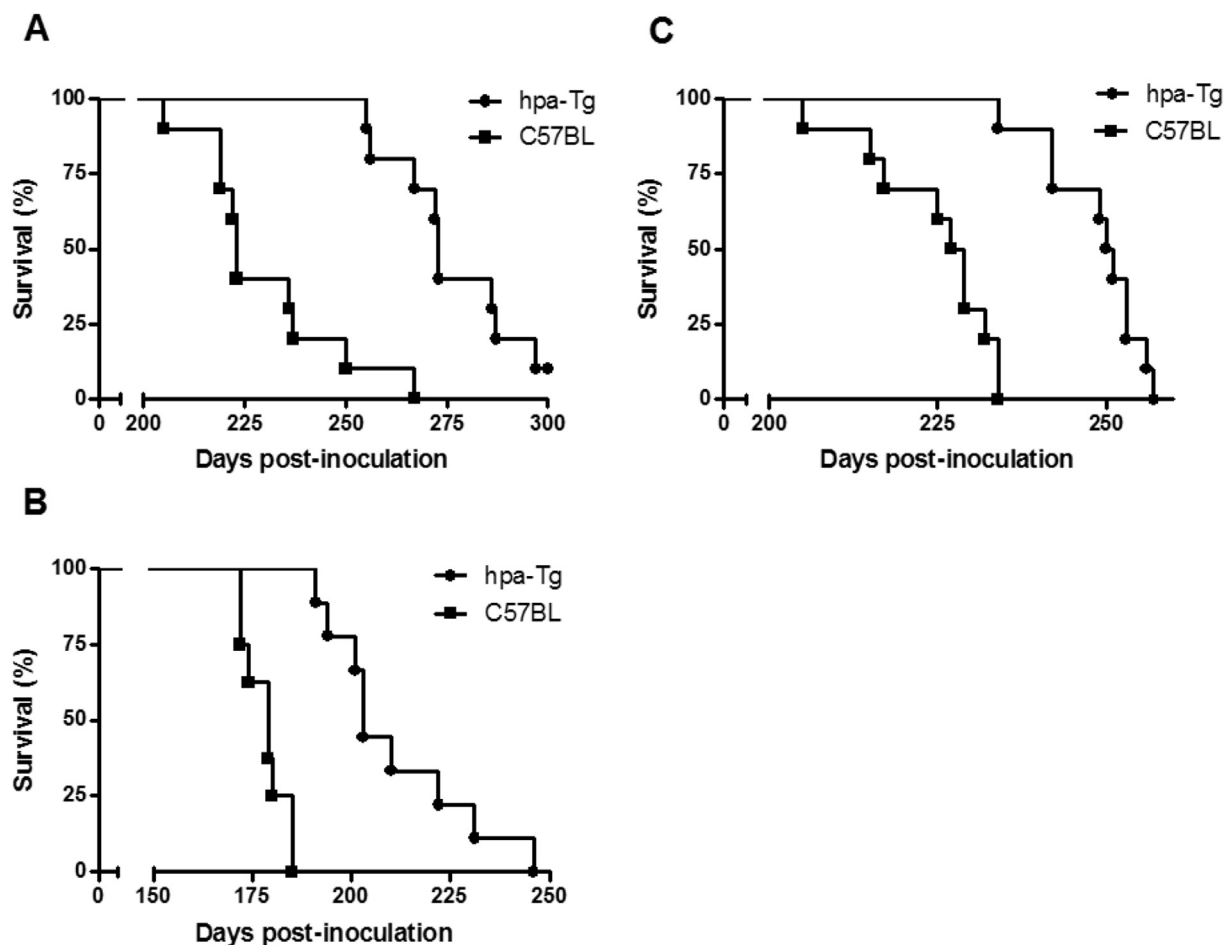 A
hpa-Tg
C57BL
100
75
50
25
0
Survival (%)
0 200 225 250 275 300
Days post-inoculation
C
hpa-Tg
C57BL
100
75
50
25
0
Survival (%)
0 200 225 250
Days post-inoculation
B
hpa-Tg
C57BL
100
75
50
25
0
Survival (%)
0 150 175 200 225 250
Days post-inoculation